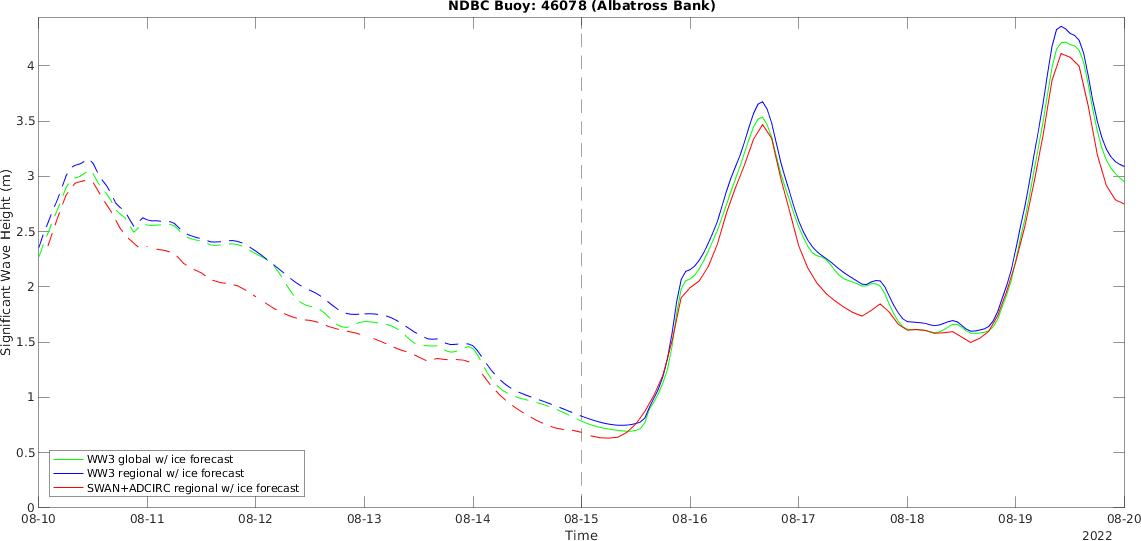 NDBC Buoy: 46078 (Albatross Bank)
Significant Wave Height (m)
4
3.5
3
2.5
2
1.5
1
0.5
0
WW3 global w/ ice forecast
WW3 regional w/ ice forecast
SWAN+ADCIRC regional w/ ice forecast
08-10 08-11 08-12 08-13 08-14 08-15 08-16 08-17 08-18 08-19 08-20
Time
2022